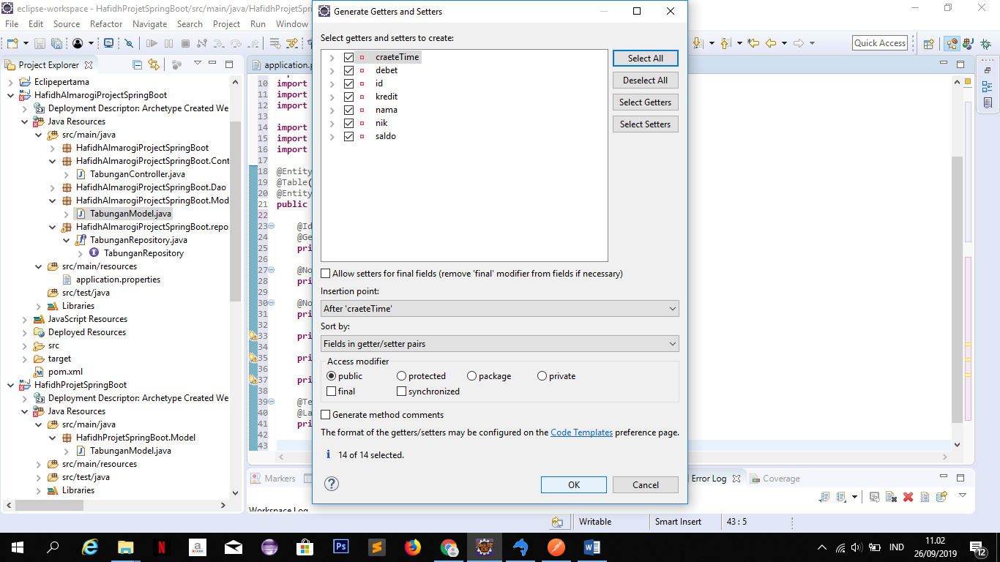 eclipse-workspace - HafidhProjetSpringBoot/src/main/java/HafidhProjetSpri
File Edit Source Refactor Navigate Search Project Run Window
Quick Access
Project Explorer
Eclipepertama
HafidhAlmarogiProjectSpringBoot
Deployment Descriptor: Archetype Created We
Java Resources
src/main/java
HafidhAlmarogiProjectSpringBoot
HafidhAlmarogiProjectSpringBoot.Cont
TabunganController.java
HafidhAlmarogiProjectSpringBoot.Dao
HafidhAlmarogiProjectSpringBoot.Mod
TabunganModel.java
HafidhAlmarogiProjectSpringBoot.repo
TabunganRepository.java
TabunganRepository
src/main/resources
application.properties
src/test/java
Libraries
JavaScript Resources
Deployed Resources
src
target
pom.xml
HafidhProjetSpringBoot
Deployment Descriptor: Archetype Created We
Java Resources
src/main/java
HafidhProjetSpringBoot.Model
TabunganModel.java
src/main/resources
src/test/java
Libraries
application.p
10 import
11 import
12 import
13
14 import
15 import
16 import
17
18 @Entity
19 @Table(
20 @Entity
21 public
22
23 @Id
24 @Ge
25 pri
26
27 @No
28 pri
29
30 @No
31 pri
32
33 pri
34
35 pri
36
37 pri
38
39 @Te
40 @La
41 pri
42
43
Generate Getters and Setters
Select getters and setters to create:
craeteTime
debet
id
kredit
nama
nik
saldo
Select All
Deselect All
Select Getters
Select Setters
Allow setters for final fields (remove 'final' modifier from fields if necessary)
Insertion point:
After 'craeteTime'
Sort by:
Fields in getter/setter pairs
Access modifier
public protected package private
final synchronized
Generate method comments
The format of the getters/setters may be configured on the Code Templates preference page.
14 of 14 selected.
OK Cancel
Markers
Error Log Coverage
Workspace Log
Writable Smart Insert 43 : 5
IND
11.02
26/09/2019
12